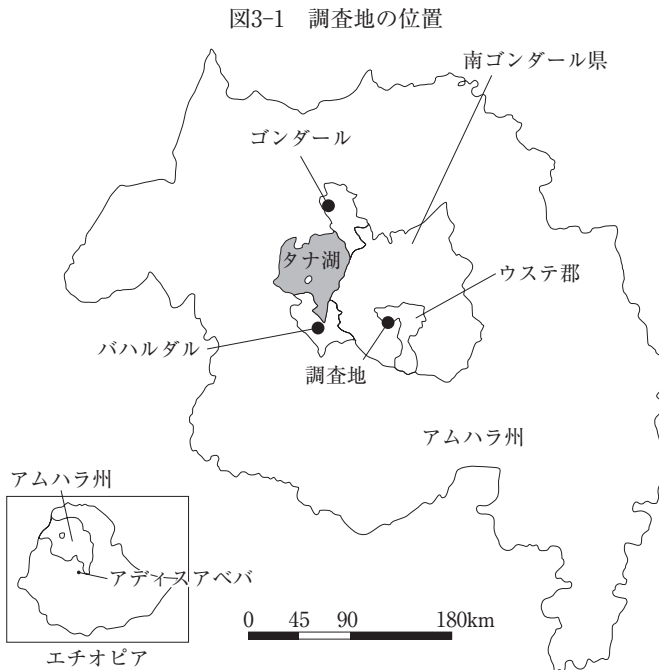 図3-1 調査地の位置
南ゴンダール県
ゴンダール
タナ湖
ウステ郡
バハルダル
調査地
アムハラ州
アムハラ州
アディスアベバ
エチオピア
0 45 90 180km